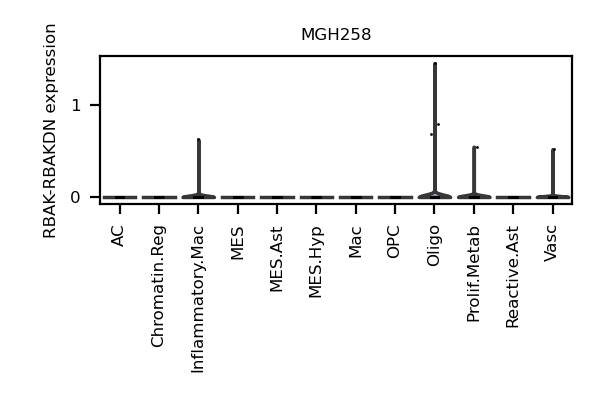 MGH258
RBAK-RBAKDN expression
1
0
AC
Chromatin.Reg
Inflammatory.Mac
MES
MES.Ast
MES.Hyp
Mac
OPC
Oligo
Prolif.Metab
Reactive.Ast
Vasc